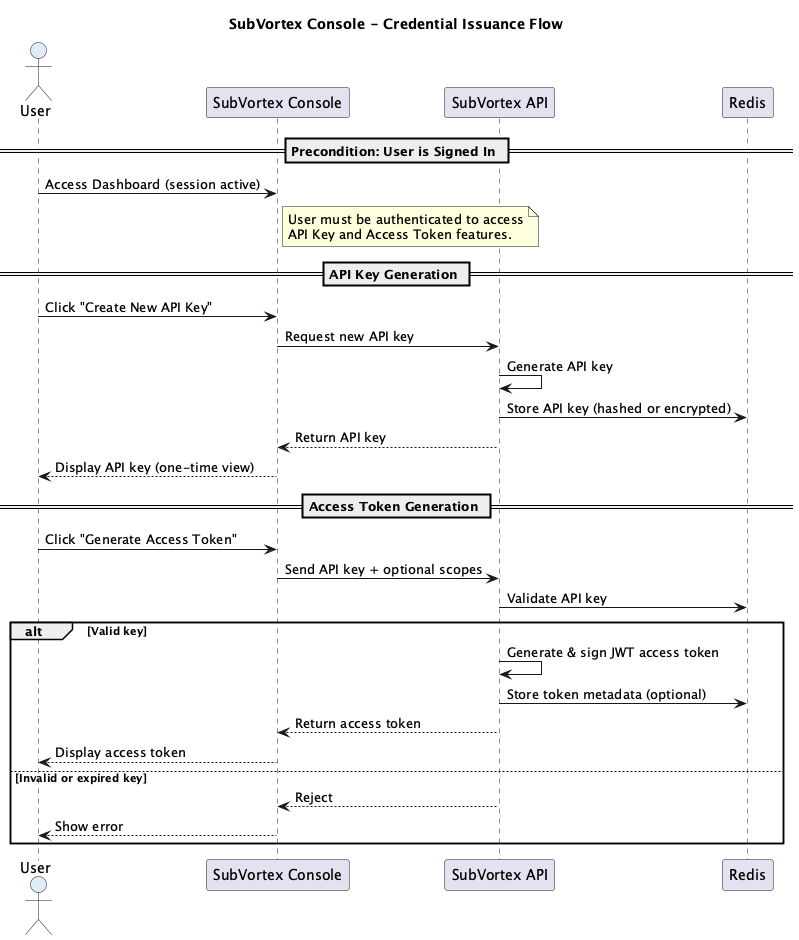 SubVortex Console – Credential Issuance Flow
User
SubVortex Console
SubVortex API
Redis
Precondition: User is Signed In
Access Dashboard (session active)
User must be authenticated to access
API Key and Access Token features.
API Key Generation
Click "Create New API Key"
Request new API key
Generate API key
Store API key (hashed or encrypted)
Return API key
Display API key (one-time view)
Access Token Generation
Click "Generate Access Token"
Send API key + optional scopes
Validate API key
alt
[Valid key]
Generate & sign JWT access token
Store token metadata (optional)
Return access token
Display access token
[Invalid or expired key]
Reject
Show error
User
SubVortex Console
SubVortex API
Redis